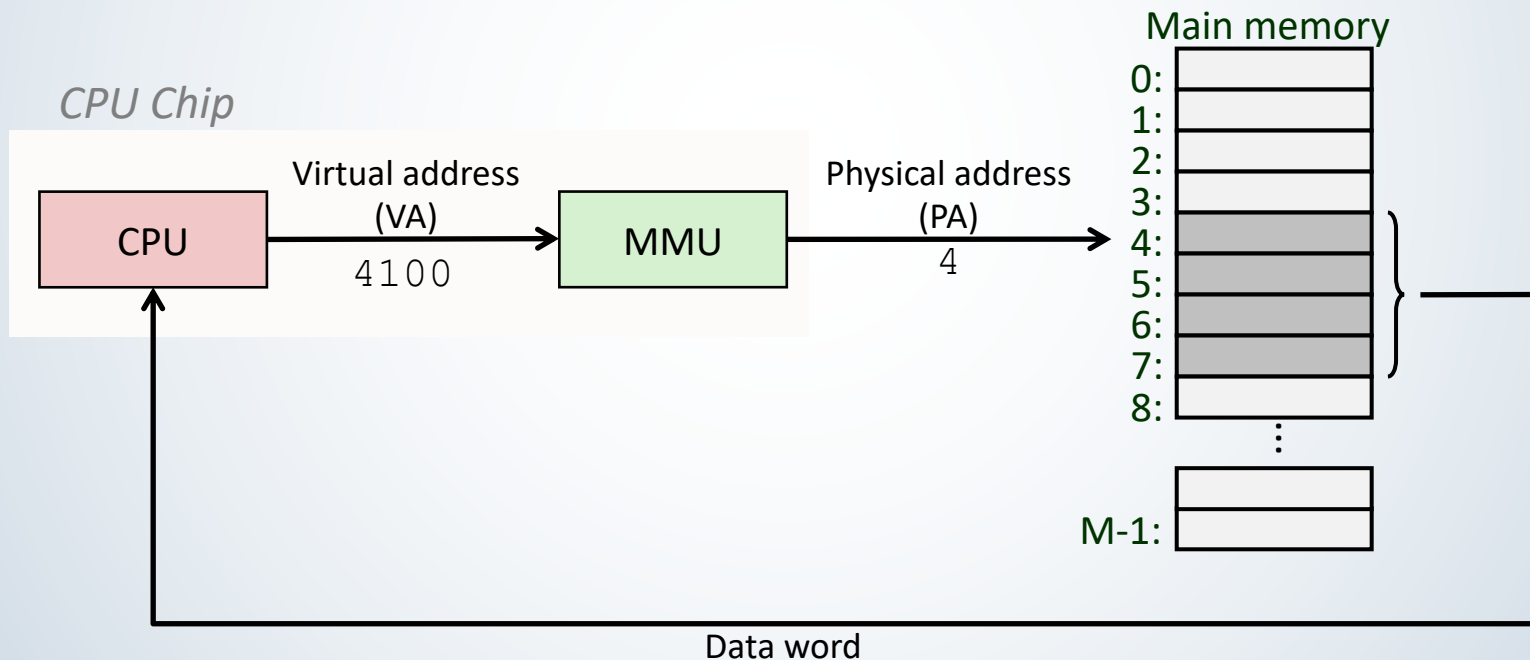 Main memory
CPU Chip
Virtual address
(VA)
4100
CPU
MMU
Physical address
(PA)
4
0:
1:
2:
3:
4:
5:
6:
7:
8:
M-1:
Data word